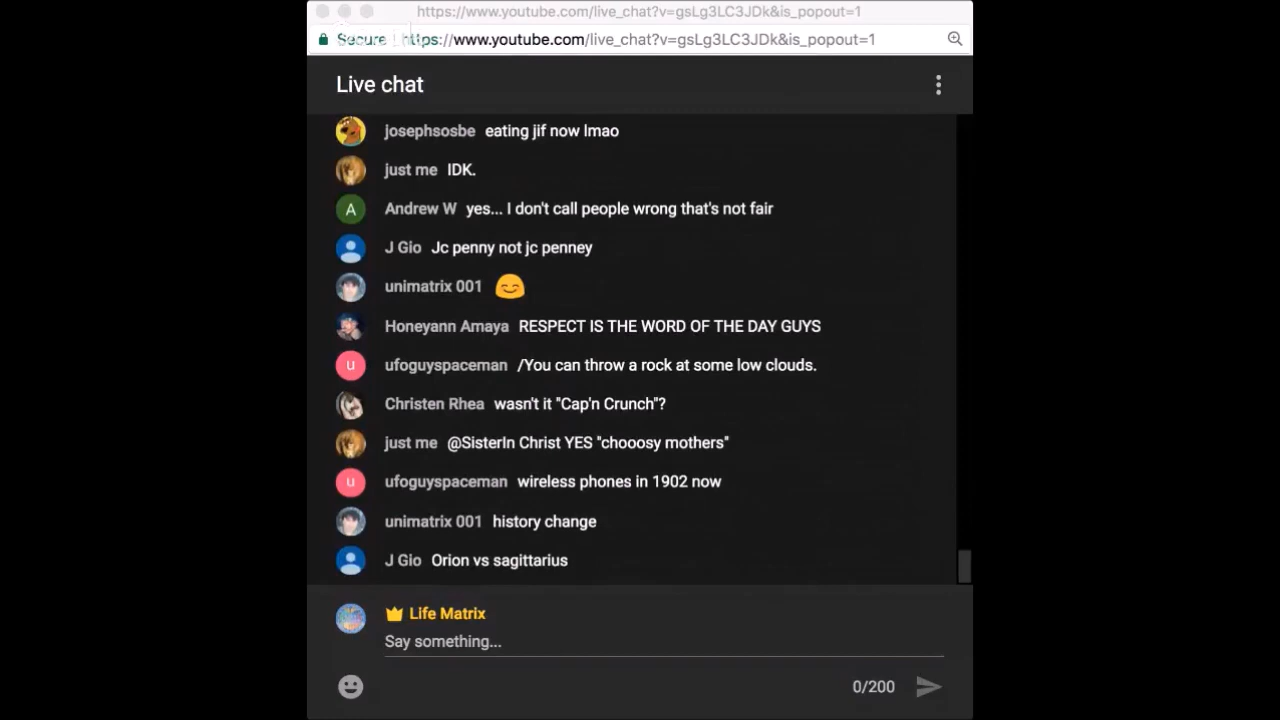 https://www.youtube.com/live_chat?v=gsLg3LC3JDk&is_popout=1
Secure https://www.youtube.com/live_chat?v=gsLg3LC3JDk&is_popout=1
Live chat
josephsosbe eating jif now lmao
just me IDK.
A Andrew W yes... I don't call people wrong that's not fair
J Gio Jc penny not jc penney
unimatrix 001 😊
Honeyann Amaya RESPECT IS THE WORD OF THE DAY GUYS
u ufoguyspaceman /You can throw a rock at some low clouds.
Christen Rhea wasn't it "Cap'n Crunch"?
just me @SisterIn Christ YES "chooosy mothers"
u ufoguyspaceman wireless phones in 1902 now
unimatrix 001 history change
J Gio Orion vs sagittarius
Life Matrix
Say something...
0/200